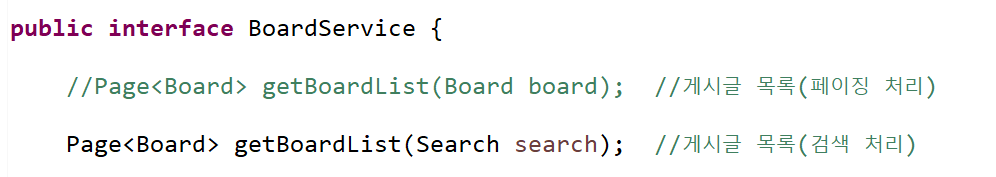 public interface BoardService {
//Page<Board> getBoardList(Board board);  //게시글 목록(페이징 처리)
Page<Board> getBoardList(Search search);  //게시글 목록(검색 처리)